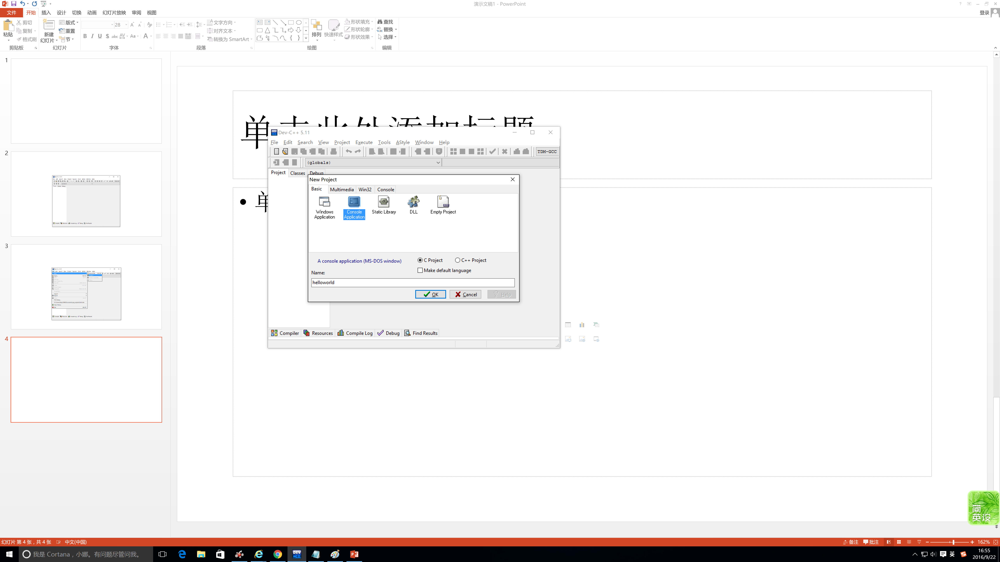 演示文稿1 - PowerPoint
文件 开始 插入 设计 切换 动画 幻灯片放映 审阅 视图 登录
粘贴 剪切 复制 格式刷 剪贴板
新建 幻灯片 版式 重置 节 幻灯片
28 字体
文字方向 对齐文本 转换为 SmartArt 段落
排列 快速样式 形状填充 形状轮廓 形状效果 绘图
查找 替换 选择 编辑
1
2
3
4
Dev-C++ 5.11
File Edit Search View Project Execute Tools AStyle Window Help
TDM-GCC
(globals)
Project Classes Debug
New Project
Basic Multimedia Win32 Console
Windows Application
Console Application
Static Library
DLL
Empty Project
A console application (MS-DOS window)
C Project C++ Project
Make default language
Name:
helloworld
OK Cancel Help
Compiler Resources Compile Log Debug Find Results
简
英设
幻灯片 第 4 张，共 4 张 中文(中国) 备注 批注 162%
我是 Cortana，小娜。有问题尽管问我。
英
16:55
2016/9/22